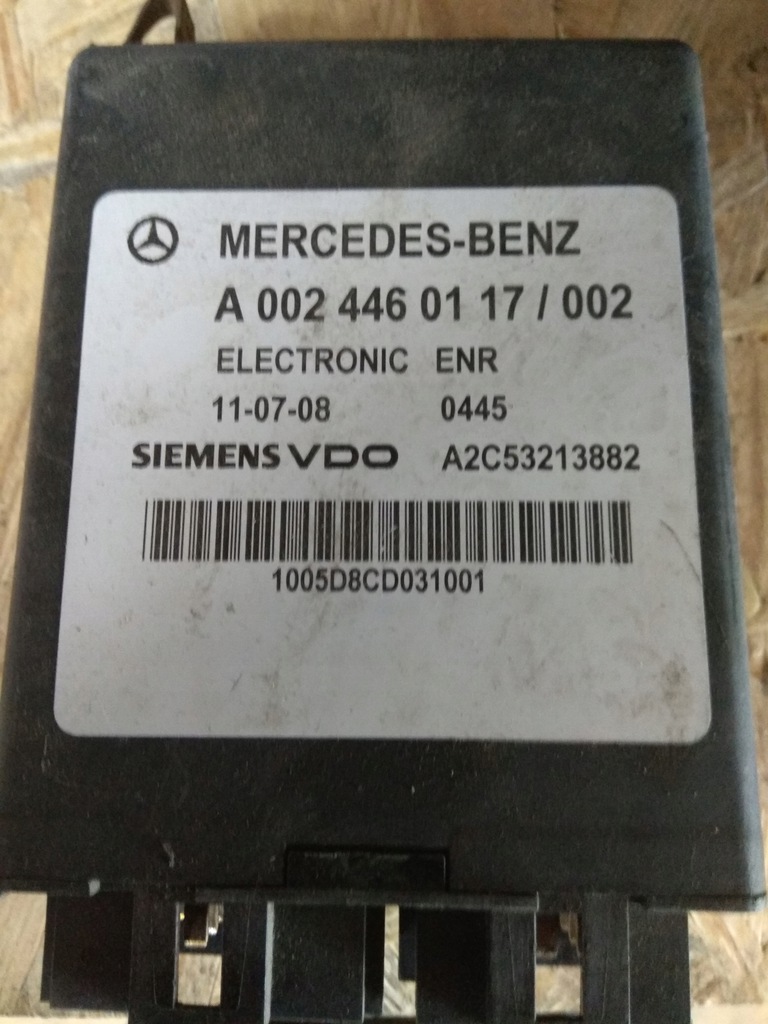 MERCEDES-BENZ
A 002 446 01 17 / 002
ELECTRONIC ENR
11-07-08 0445
SIEMENS VDO A2C53213882
1005D8CD031001